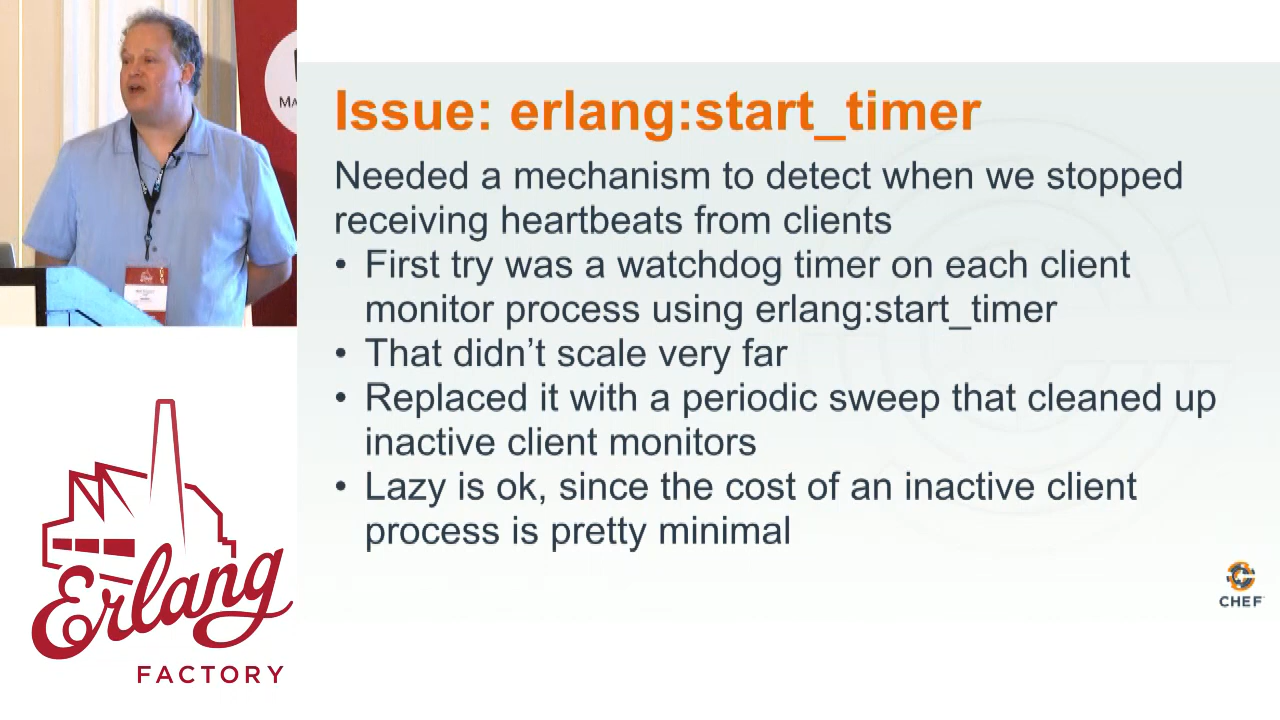 MA
Issue: erlang:start_timer
Needed a mechanism to detect when we stopped
receiving heartbeats from clients
• First try was a watchdog timer on each client
monitor process using erlang:start_timer
• That didn't scale very far
• Replaced it with a periodic sweep that cleaned up
inactive client monitors
• Lazy is ok, since the cost of an inactive client
process is pretty minimal
CHEF
Erlang
FACTORY